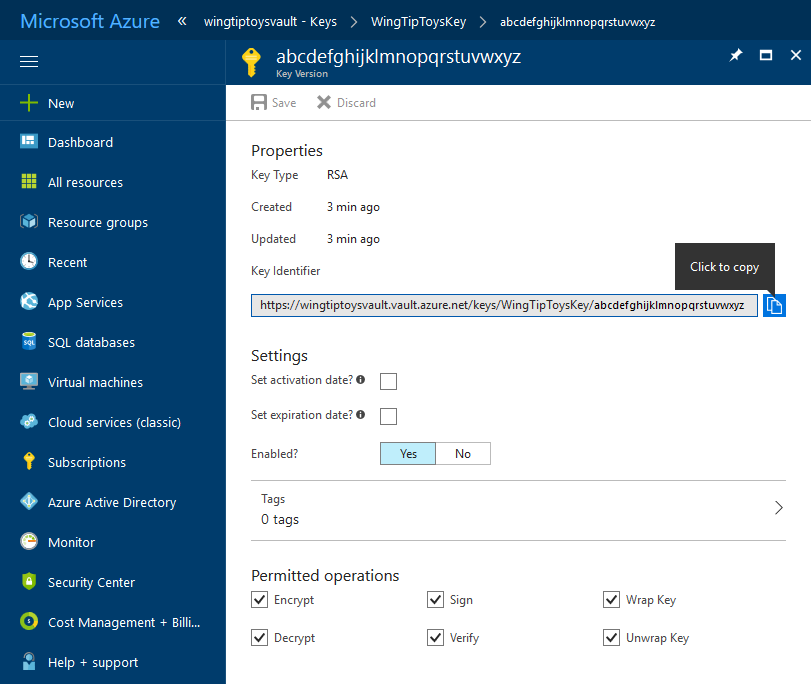 Microsoft Azure « wingtiptoysvault - Keys > WingTipToysKey > abcdefghijklmnopqrstuvwxyz
abcdefghijklmnopqrstuvwxyz
Key Version
New
Dashboard
All resources
Resource groups
Recent
App Services
SQL databases
Virtual machines
Cloud services (classic)
Subscriptions
Azure Active Directory
Monitor
Security Center
Cost Management + Billi...
Help + support
Save Discard
Properties
Key Type RSA
Created 3 min ago
Updated 3 min ago
Key Identifier
Click to copy
https://wingtiptoysvault.vault.azure.net/keys/WingTipToysKey/abcdefghijklmnopqrstuvwxyz
Settings
Set activation date?
Set expiration date?
Enabled? Yes No
Tags
0 tags
Permitted operations
Encrypt Sign Wrap Key
Decrypt Verify Unwrap Key